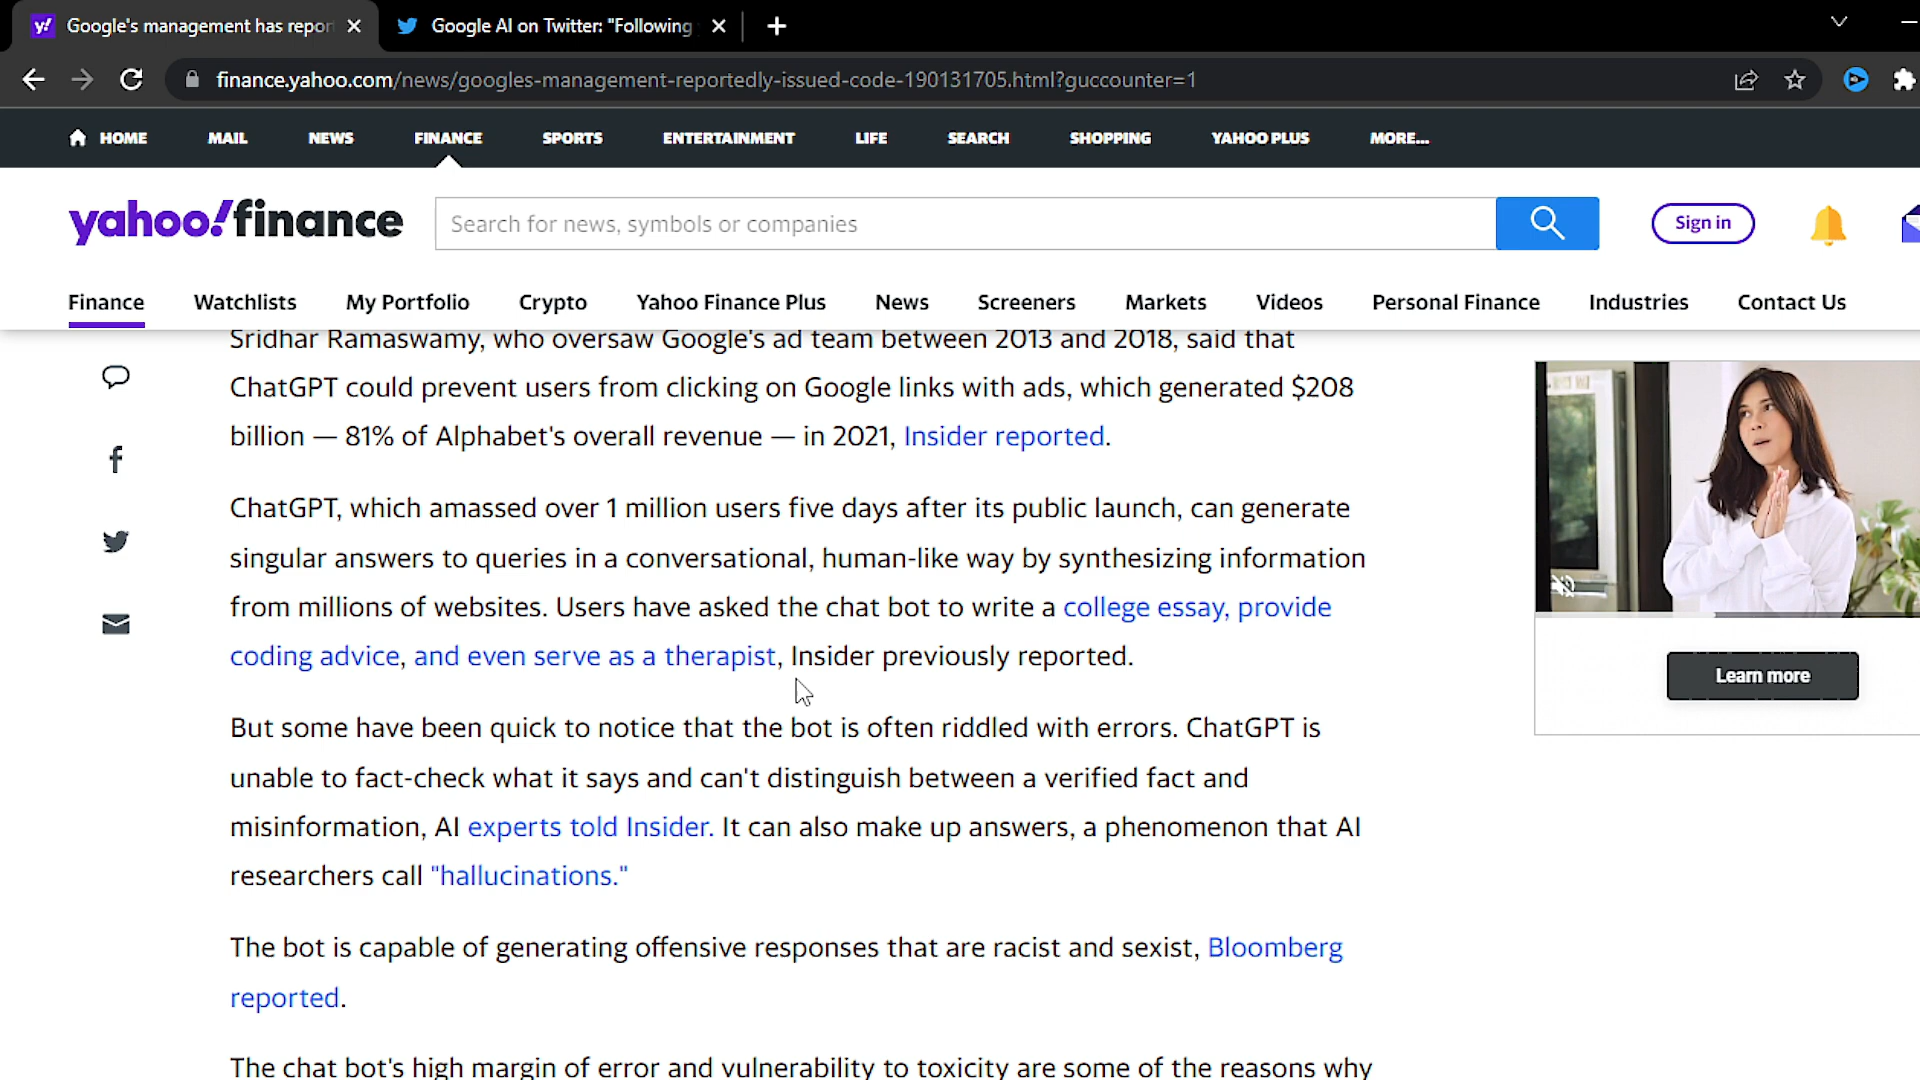 y! Google's management has repor
Google AI on Twitter: "Following
finance.yahoo.com/news/googles-management-reportedly-issued-code-190131705.html?guccounter=1
HOME MAIL NEWS FINANCE SPORTS ENTERTAINMENT LIFE SEARCH SHOPPING YAHOO PLUS MORE...
yahoo!finance
Search for news, symbols or companies
Sign in
Finance Watchlists My Portfolio Crypto Yahoo Finance Plus News Screeners Markets Videos Personal Finance Industries Contact Us
Sridhar Ramaswamy, who oversaw Google's ad team between 2013 and 2018, said that
ChatGPT could prevent users from clicking on Google links with ads, which generated $208
billion — 81% of Alphabet's overall revenue — in 2021, Insider reported.
ChatGPT, which amassed over 1 million users five days after its public launch, can generate
singular answers to queries in a conversational, human-like way by synthesizing information
from millions of websites. Users have asked the chat bot to write a college essay, provide
coding advice, and even serve as a therapist, Insider previously reported.
But some have been quick to notice that the bot is often riddled with errors. ChatGPT is
unable to fact-check what it says and can't distinguish between a verified fact and
misinformation, AI experts told Insider. It can also make up answers, a phenomenon that AI
researchers call "hallucinations."
The bot is capable of generating offensive responses that are racist and sexist, Bloomberg
reported.
The chat bot's high margin of error and vulnerability to toxicity are some of the reasons why
Learn more